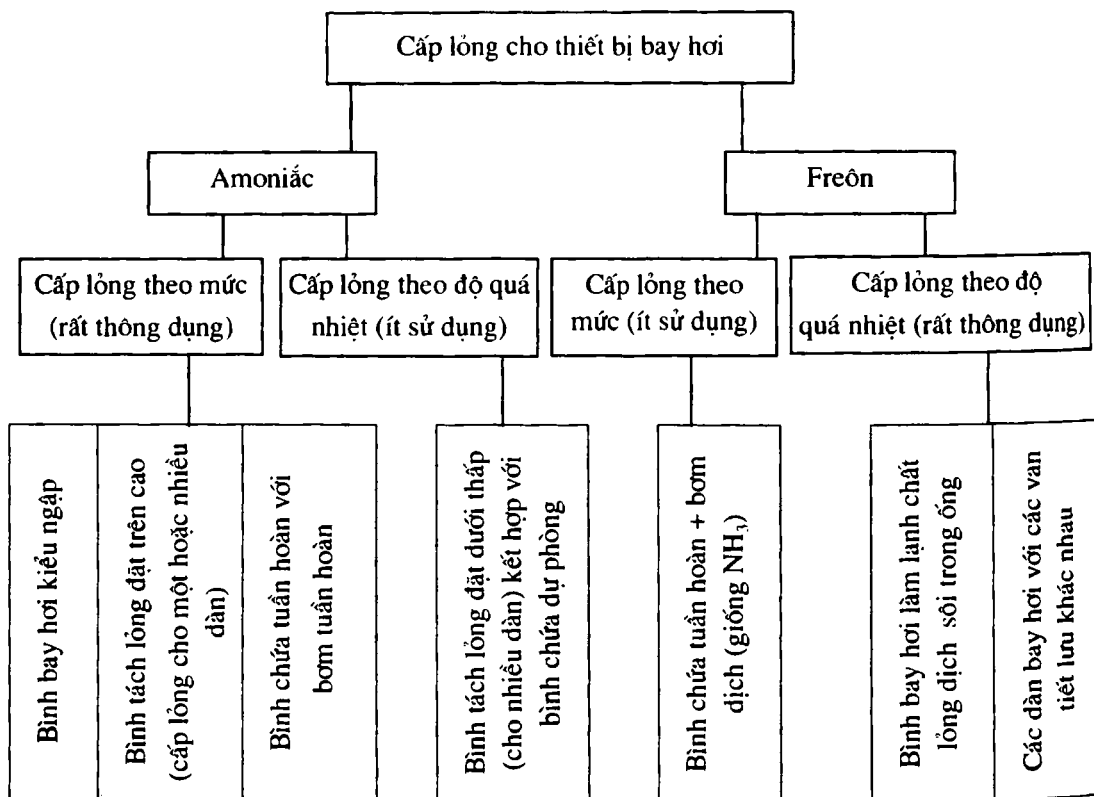 Cấp lỏng cho thiết bị bay hơi
Amoniắc
Freôn
Cấp lỏng theo mức
(rất thông dụng)
Cấp lỏng theo độ quá
nhiệt (ít sử dụng)
Cấp lỏng theo
mức (ít sử dụng)
Cấp lỏng theo độ
quá nhiệt (rất thông dụng)
Bình bay hơi kiểu ngập
Bình tách lỏng đặt trên cao
(cấp lỏng cho một hoặc nhiều
dàn)
Bình chứa tuần hoàn với
bơm tuần hoàn
Bình tách lỏng đặt dưới thấp
(cho nhiều dàn) kết hợp với
bình chứa dự phòng
Bình chứa tuần hoàn + bơm
dịch (giống NH₃)
Bình bay hơi làm lạnh chất
lỏng dịch sôi trong ống
Các dàn bay hơi với các van
tiết lưu khác nhau